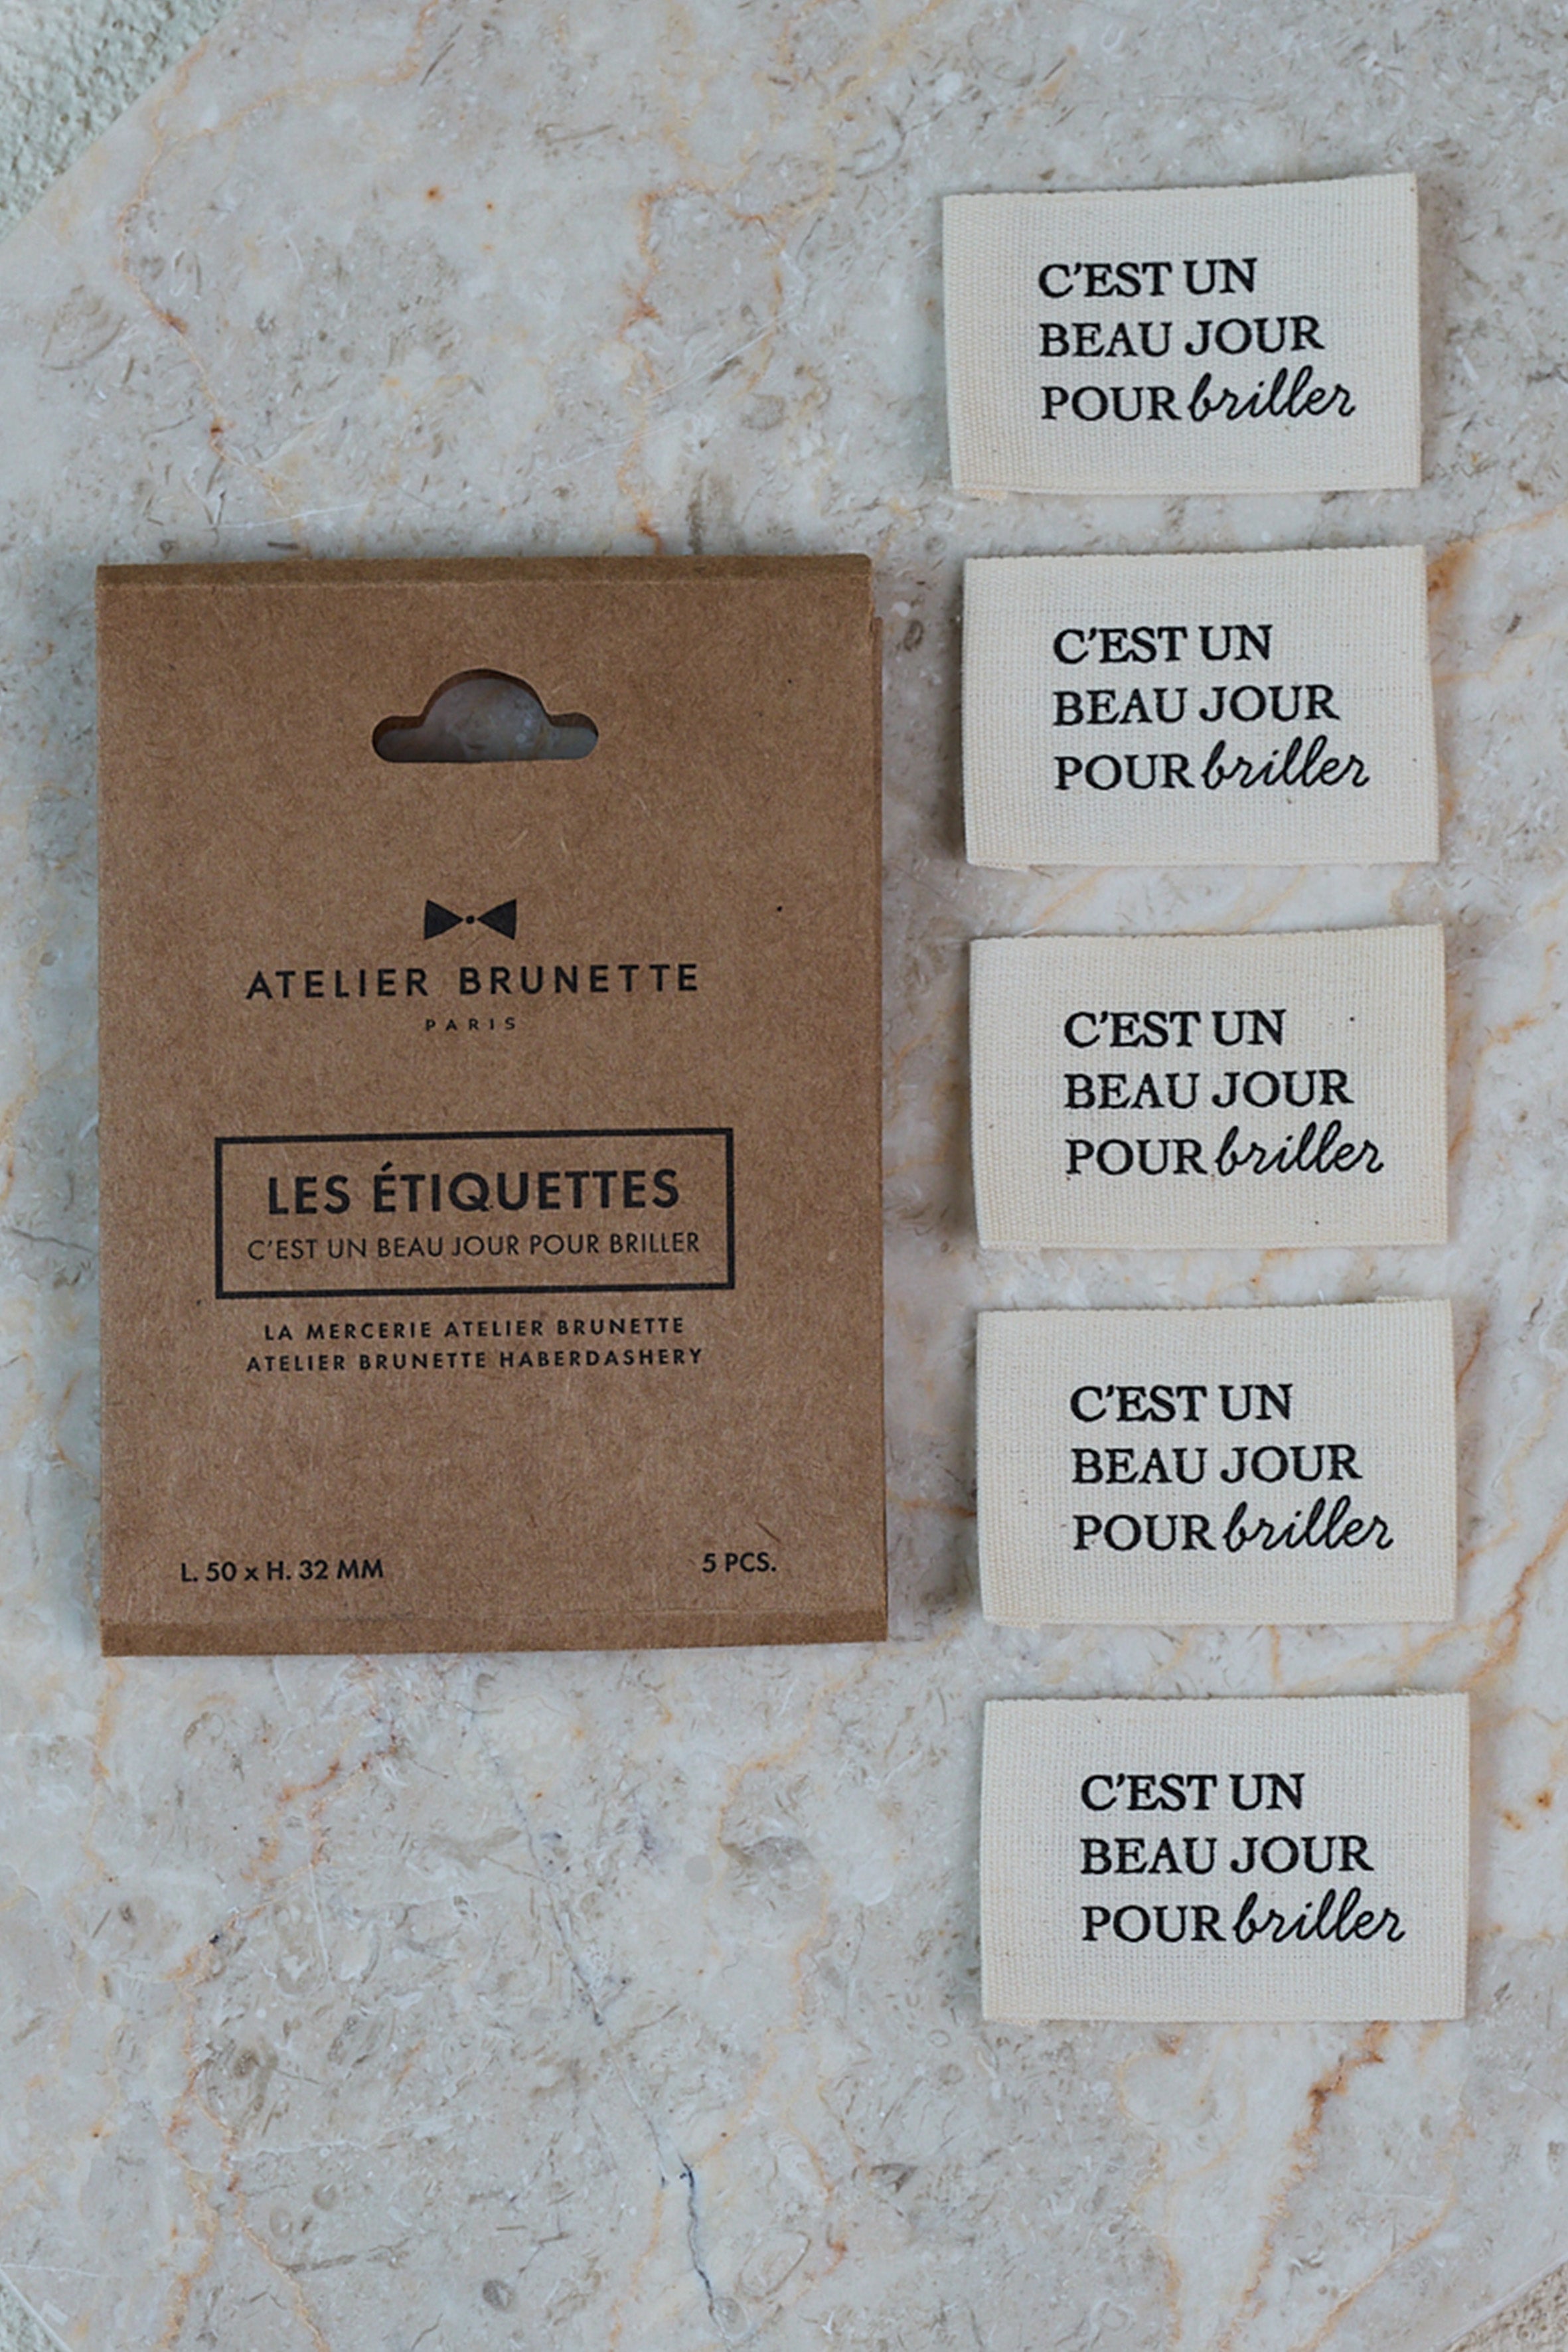 ATELIER BRUNETTE
PARIS
LES ÉTIQUETTES
C'EST UN BEAU JOUR POUR BRILLER
LA MERCERIE ATELIER BRUNETTE
ATELIER BRUNETTE HABERDASHERY
L. 50 x H. 32 MM
5 PCS.
C'EST UN
BEAU JOUR
POUR briller
C'EST UN
BEAU JOUR
POUR briller
C'EST UN
BEAU JOUR
POUR briller
C'EST UN
BEAU JOUR
POUR briller
C'EST UN
BEAU JOUR
POUR briller